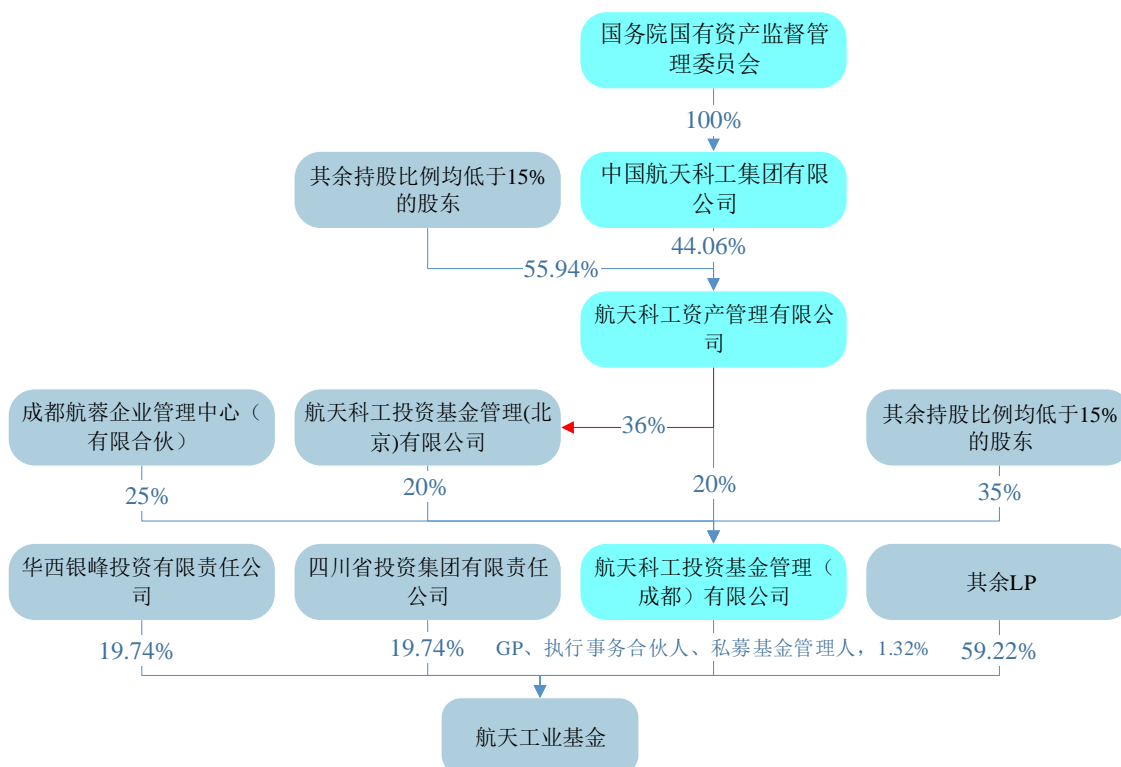 国务院国有资产监督管
理委员会
100%
其余持股比例均低于15%
的股东
中国航天科工集团有限
公司
44.06%
55.94%
航天科工资产管理有限公
司
成都航蓉企业管理中心（
有限合伙）
航天科工投资基金管理(北
京)有限公司
36%
其余持股比例均低于15%
的股东
25%
20%
20%
35%
华西银峰投资有限责任公
司
四川省投资集团有限责任
公司
航天科工投资基金管理（
成都）有限公司
其余LP
19.74%
19.74%
GP、执行事务合伙人、私募基金管理人，1.32%
59.22%
航天工业基金